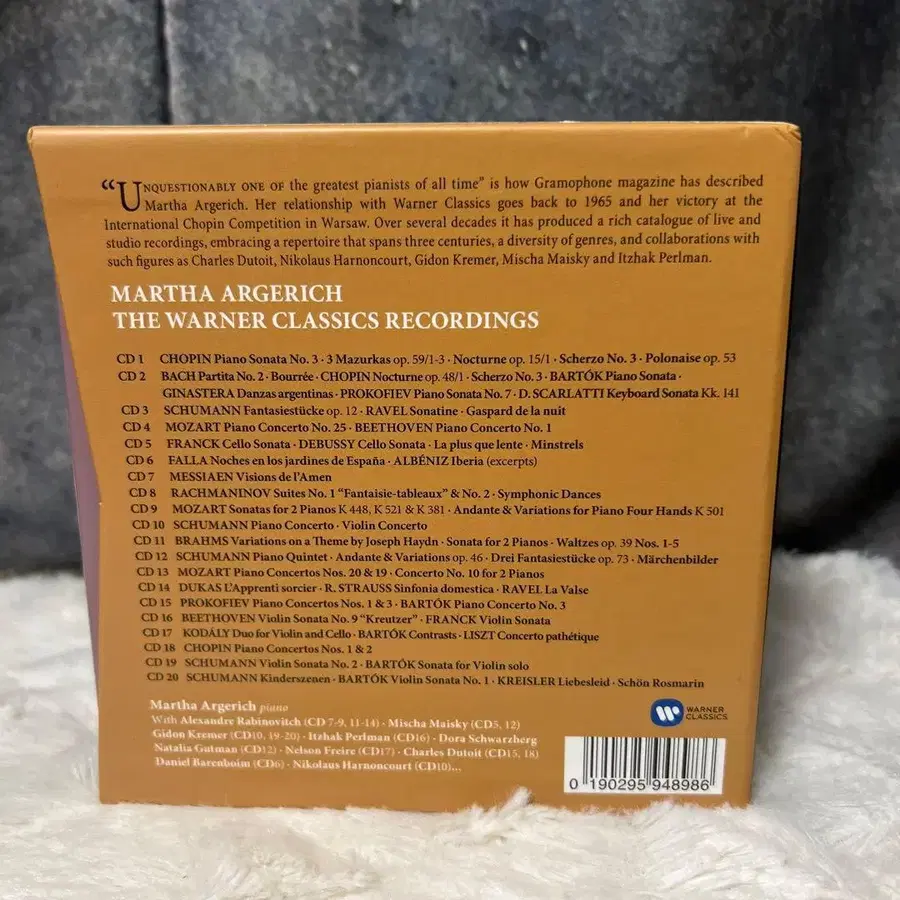 “UNQUESTIONABLY ONE OF the greatest pianists of all time” is how Gramophone magazine has described
Martha Argerich. Her relationship with Warner Classics goes back to 1965 and her victory at the
International Chopin Competition in Warsaw. Over several decades it has produced a rich catalogue of live and
studio recordings, embracing a repertoire that spans three centuries, a diversity of genres, and collaborations with
such figures as Charles Dutoit, Nikolaus Harnoncourt, Gidon Kremer, Mischa Maisky and Itzhak Perlman.
MARTHA ARGERICH
THE WARNER CLASSICS RECORDINGS
CD 1 CHOPIN Piano Sonata No. 3 · 3 Mazurkas op. 59/1-3 · Nocturne op. 15/1 · Scherzo No. 3 · Polonaise op. 53
CD 2 BACH Partita No. 2 · Bourrée · CHOPIN Nocturne op. 48/1 · Scherzo No. 3 · BARTÓK Piano Sonata ·
GINASTERA Danzas argentinas · PROKOFIEV Piano Sonata No. 7 · D. SCARLATTI Keyboard Sonata Kk. 141
CD 3 SCHUMANN Fantasiestücke op. 12 · RAVEL Sonatine · Gaspard de la nuit
CD 4 MOZART Piano Concerto No. 25 · BEETHOVEN Piano Concerto No. 1
CD 5 FRANCK Cello Sonata · DEBUSSY Cello Sonata · La plus que lente · Minstrels
CD 6 FALLA Noches en los jardines de España · ALBÉNIZ Iberia (excerpts)
CD 7 MESSIAEN Visions de l'Amen
CD 8 RACHMANINOV Suites No. 1 “Fantaisie-tableaux” & No. 2 · Symphonic Dances
CD 9 MOZART Sonatas for 2 Pianos K 448, K 521 & K 381 · Andante & Variations for Piano Four Hands K 501
CD 10 SCHUMANN Piano Concerto · Violin Concerto
CD 11 BRAHMS Variations on a Theme by Joseph Haydn · Sonata for 2 Pianos · Waltzes op. 39 Nos. 1-5
CD 12 SCHUMANN Piano Quintet · Andante & Variations op. 46 · Drei Fantasiestücke op. 73 · Märchenbilder
CD 13 MOZART Piano Concertos Nos. 20 & 19 · Concerto No. 10 for 2 Pianos
CD 14 DUKAS L'Apprenti sorcier · R. STRAUSS Sinfonia domestica · RAVEL La Valse
CD 15 PROKOFIEV Piano Concertos Nos. 1 & 3 · BARTÓK Piano Concerto No. 3
CD 16 BEETHOVEN Violin Sonata No. 9 “Kreutzer” · FRANCK Violin Sonata
CD 17 KODÁLY Duo for Violin and Cello · BARTÓK Contrasts · LISZT Concerto pathétique
CD 18 CHOPIN Piano Concertos Nos. 1 & 2
CD 19 SCHUMANN Violin Sonata No. 2 · BARTÓK Sonata for Violin solo
CD 20 SCHUMANN Kinderszenen · BARTÓK Violin Sonata No. 1 · KREISLER Liebesleid · Schön Rosmarin
Martha Argerich piano
With Alexandre Rabinovitch (CD 7-9, 11-14) · Mischa Maisky (CD5, 12)
Gidon Kremer (CD10, 19-20) · Itzhak Perlman (CD16) · Dora Schwarzberg
Natalia Gutman (CD12) · Nelson Freire (CD17) · Charles Dutoit (CD15, 18)
Daniel Barenboim (CD6) · Nikolaus Harnoncourt (CD10)...
WARNER
CLASSICS
0 190295 948986